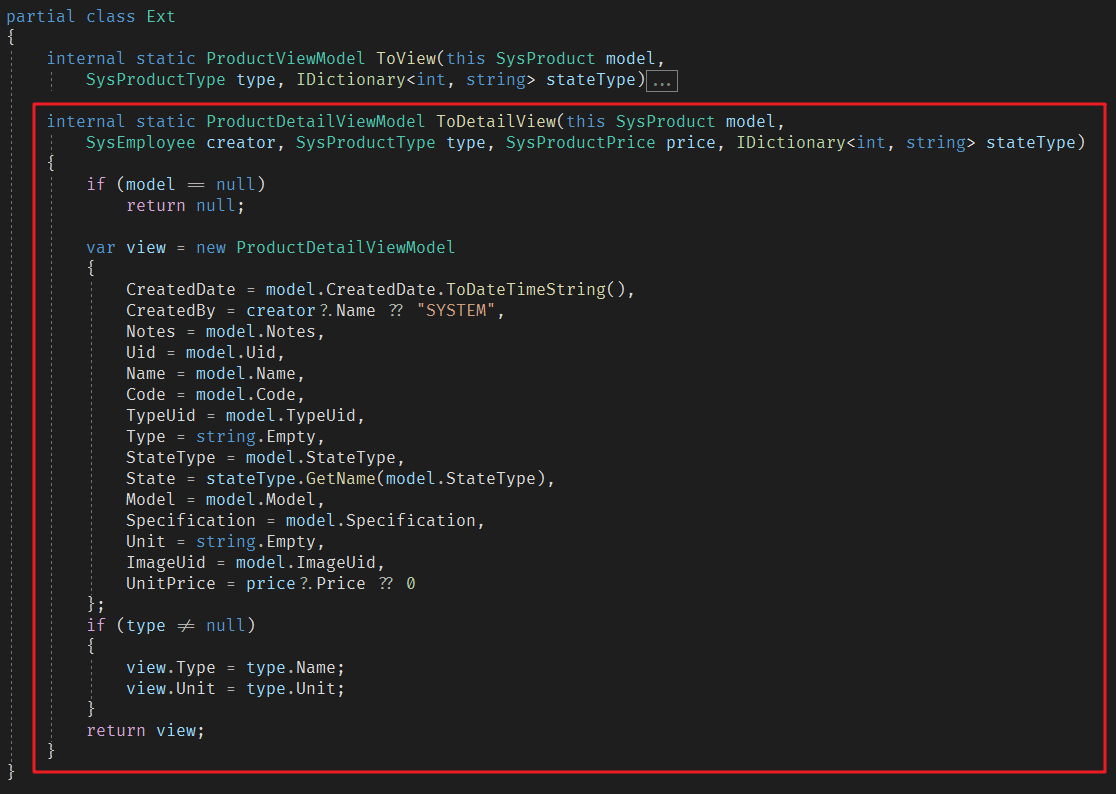 partial class Ext
{
    internal static ProductViewModel ToView(this SysProduct model,
        SysProductType type, IDictionary<int, string> stateType)...

    internal static ProductDetailViewModel ToDetailView(this SysProduct model,
        SysEmployee creator, SysProductType type, SysProductPrice price, IDictionary<int, string> stateType)
    {
        if (model == null)
            return null;

        var view = new ProductDetailViewModel
        {
            CreatedDate = model.CreatedDate.ToDateTimeString(),
            CreatedBy = creator?.Name ?? "SYSTEM",
            Notes = model.Notes,
            Uid = model.Uid,
            Name = model.Name,
            Code = model.Code,
            TypeUid = model.TypeUid,
            Type = string.Empty,
            StateType = model.StateType,
            State = stateType.GetName(model.StateType),
            Model = model.Model,
            Specification = model.Specification,
            Unit = string.Empty,
            ImageUid = model.ImageUid,
            UnitPrice = price?.Price ?? 0
        };
        if (type != null)
        {
            view.Type = type.Name;
            view.Unit = type.Unit;
        }
        return view;
    }
}